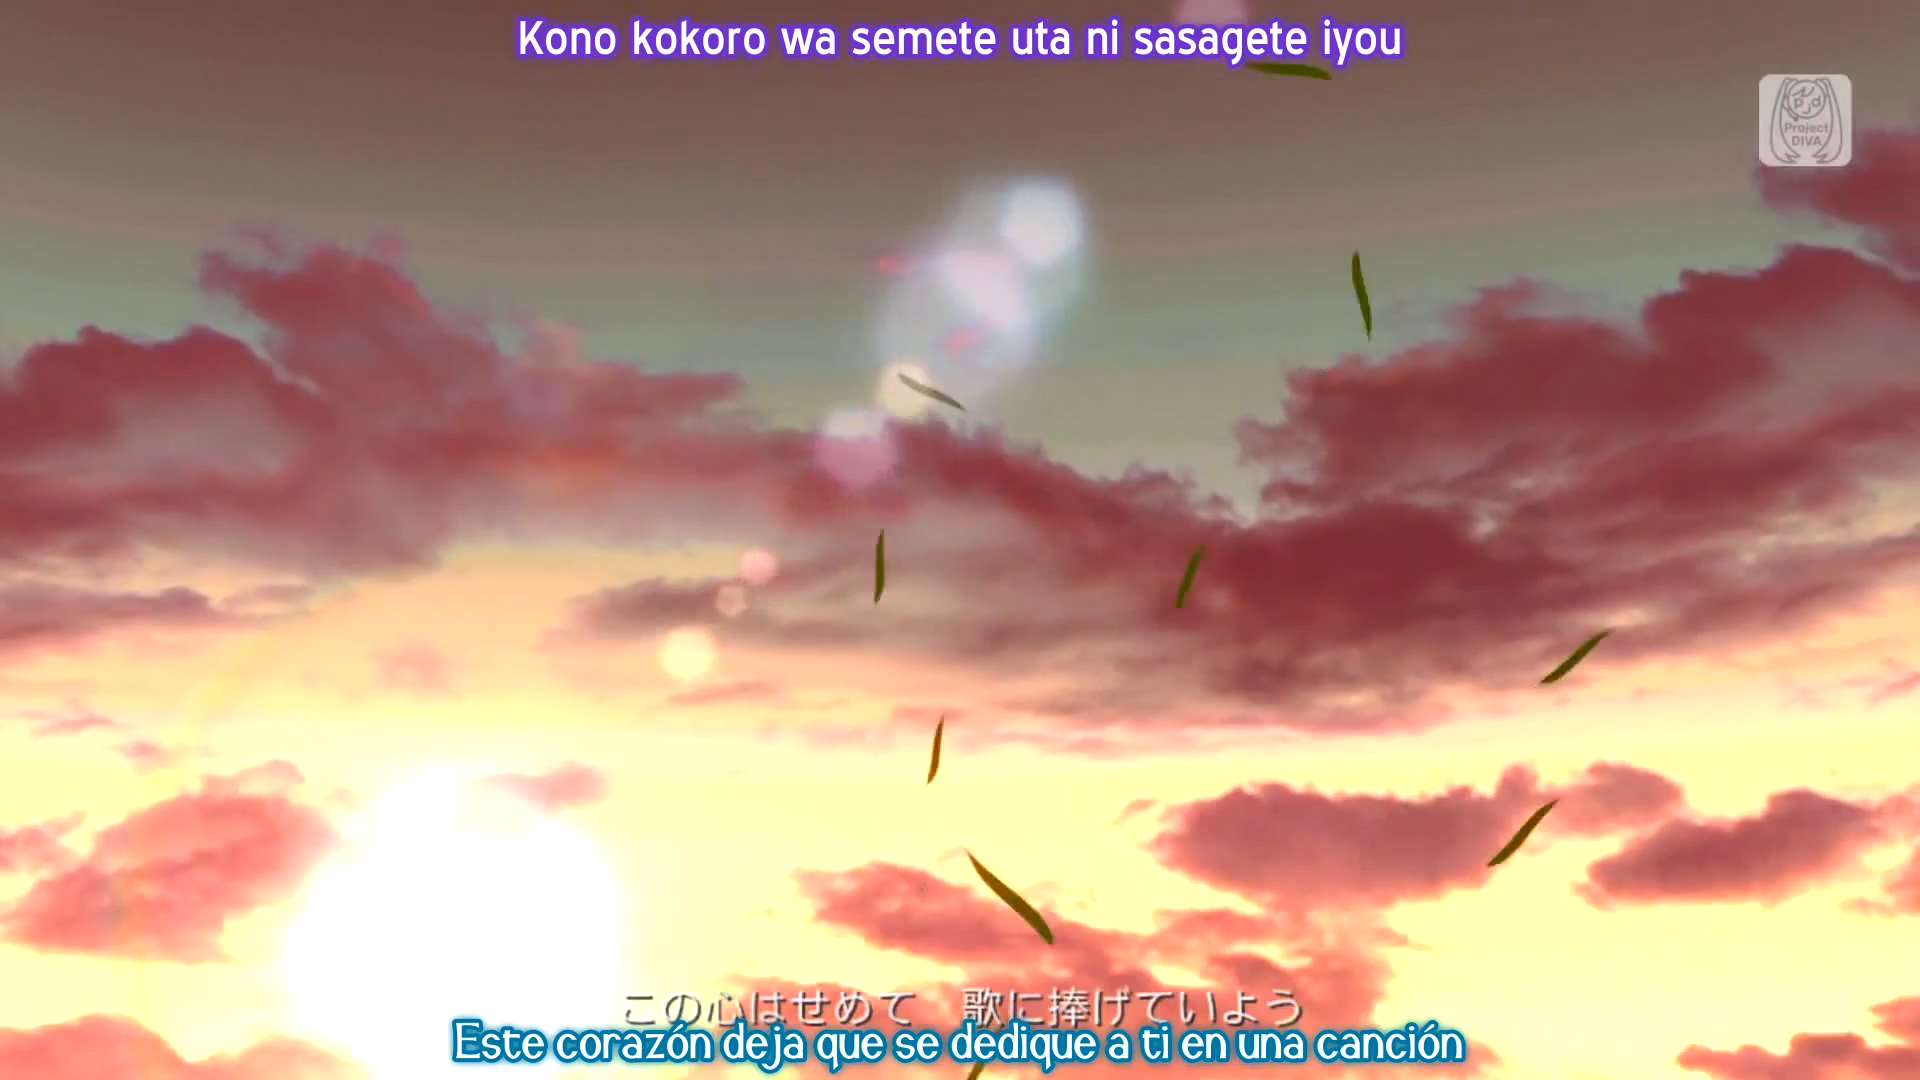 Kono kokoro wa semete uta ni sasagete iyou
pjd
Project
DIVA
この心はせめて 歌に捧げていよう
Este corazón deja que se dedique a ti en una canción